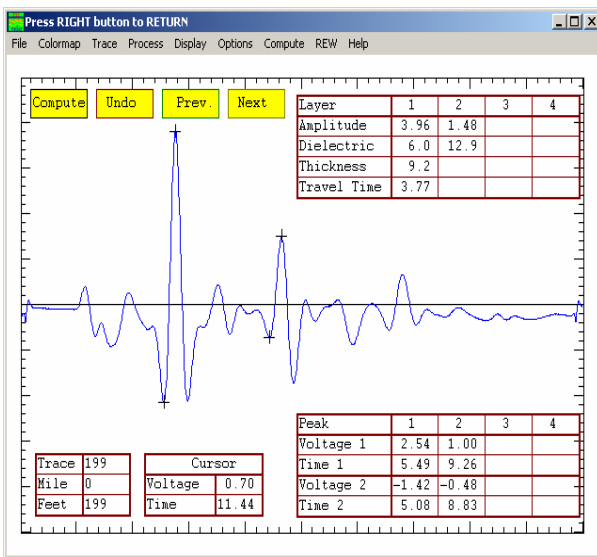 Press RIGHT button to RETURN
File Colormap Trace Process Display Options Compute REW Help
Compute Undo Prev. Next
Layer 1 2 3 4
Amplitude 3.96 1.48
Dielectric 6.0 12.9
Thickness 9.2
Travel Time 3.77
Peak 1 2 3 4
Voltage 1 2.54 1.00
Time 1 5.49 9.26
Voltage 2 -1.42 -0.48
Time 2 5.08 8.83
Trace 199
Mile 0
Feet 199
Cursor
Voltage 0.70
Time 11.44